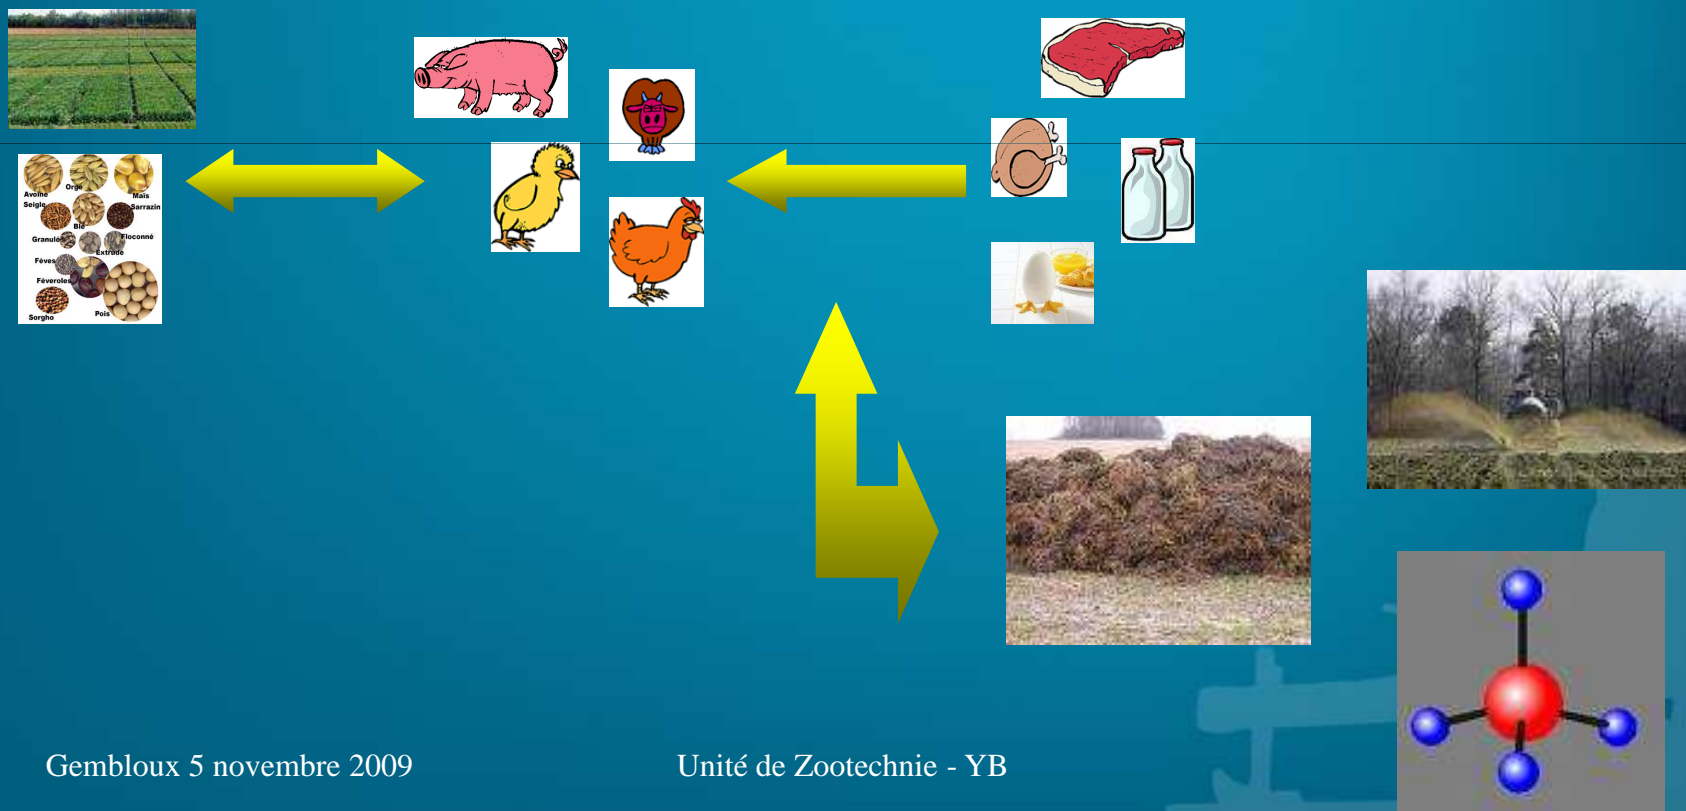 Avoine
Orge
Maïs
Seigle
Sarrazin
Blé
Granulé
Floconné
Extrudé
Fèves
Féveroles
Sorgho
Pois
Gembloux 5 novembre 2009
Unité de Zootechnie - YB